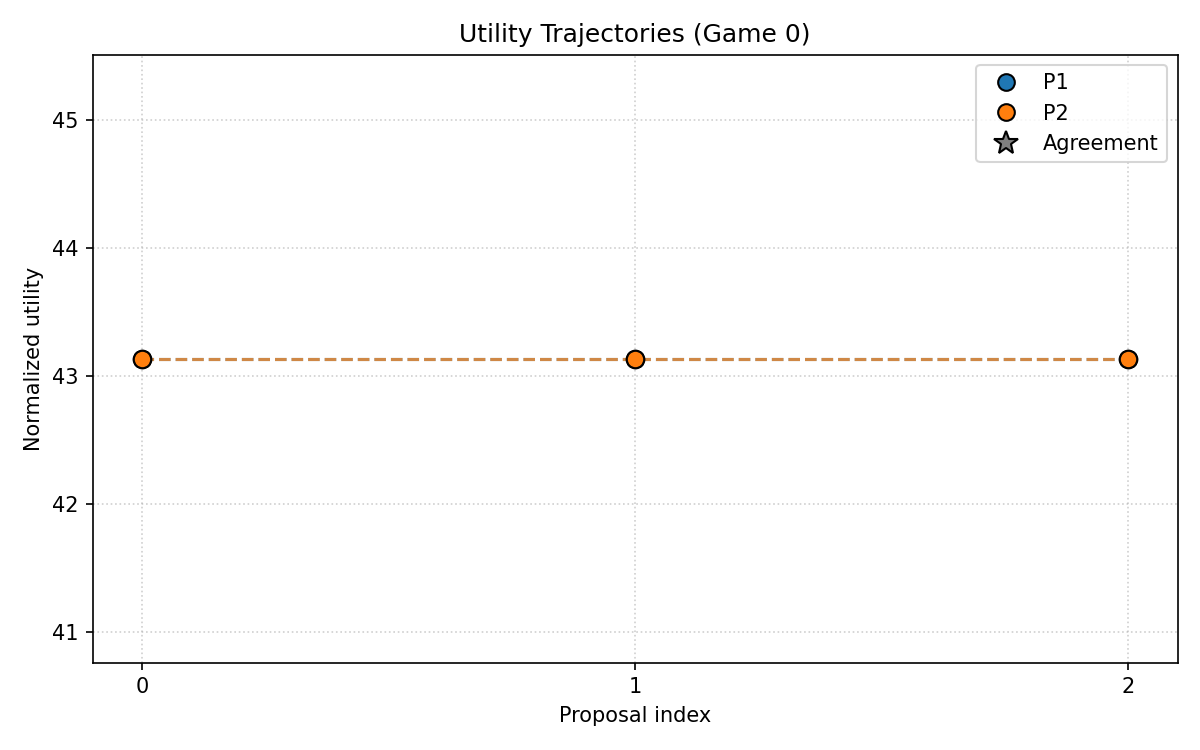 Utility Trajectories (Game 0)
P1
P2
Agreement
45
44
43
42
41
Normalized utility
0
1
2
Proposal index